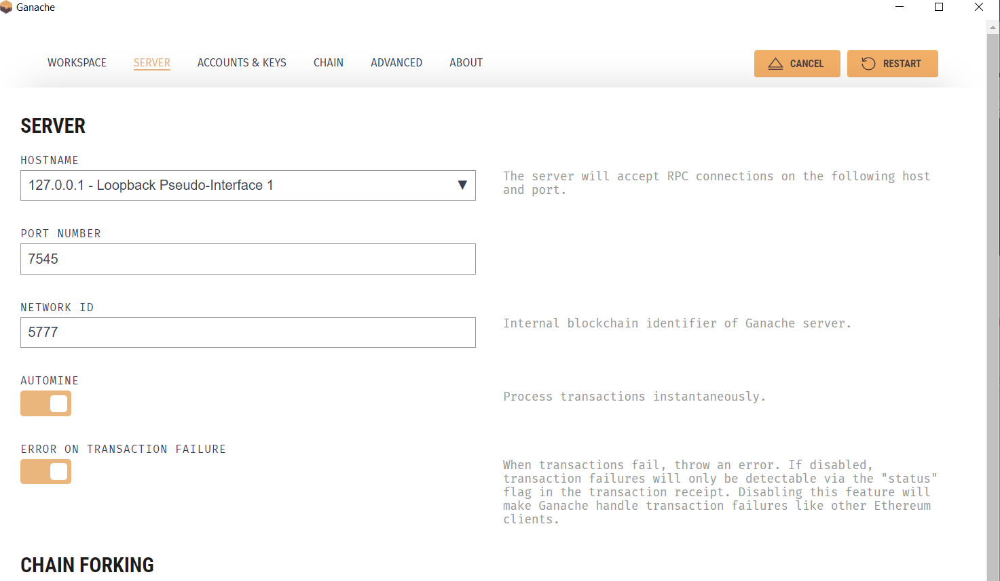 Ganache
WORKSPACE SERVER ACCOUNTS & KEYS CHAIN ADVANCED ABOUT CANCEL RESTART
SERVER
HOSTNAME
127.0.0.1 - Loopback Pseudo-Interface 1
The server will accept RPC connections on the following host
and port.
PORT NUMBER
7545
NETWORK ID
5777
Internal blockchain identifier of Ganache server.
AUTOMINE
Process transactions instantaneously.
ERROR ON TRANSACTION FAILURE
When transactions fail, throw an error. If disabled,
transaction failures will only be detectable via the "status"
flag in the transaction receipt. Disabling this feature will
make Ganache handle transaction failures like other Ethereum
clients.
CHAIN FORKING